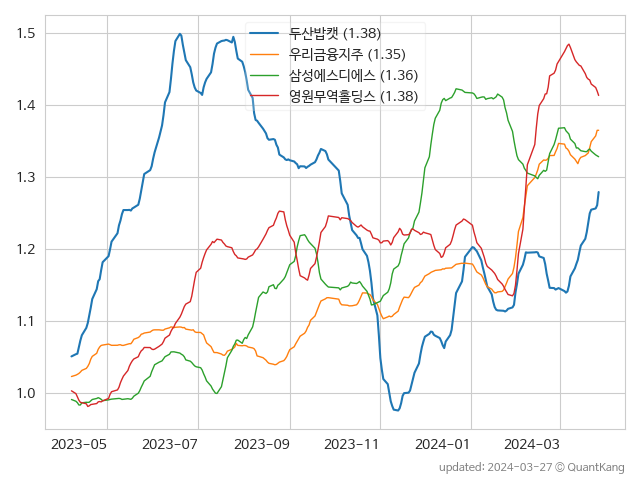 두산밥캣 (1.38)
우리금융지주 (1.35)
삼성에스디에스 (1.36)
영원무역홀딩스 (1.38)
1.5
1.4
1.3
1.2
1.1
1.0
2023-05 2023-07 2023-09 2023-11 2024-01 2024-03
updated: 2024-03-27 © QuantKang